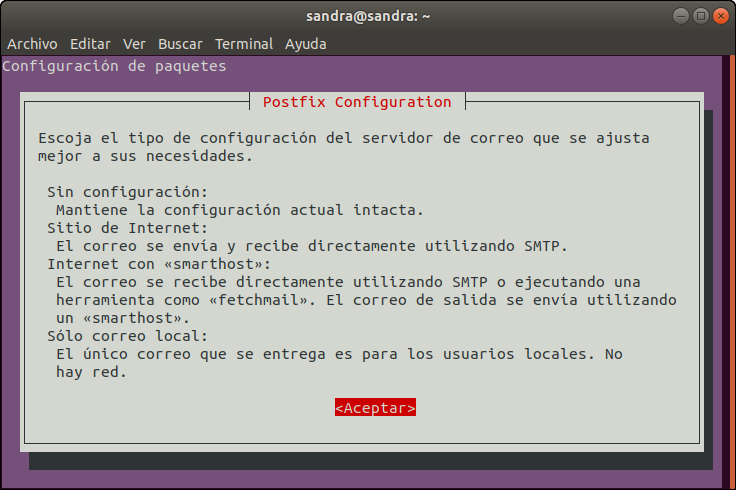 sandra@sandra: ~
Archivo Editar Ver Buscar Terminal Ayuda
Configuración de paquetes
Postfix Configuration
Escoja el tipo de configuración del servidor de correo que se ajusta
mejor a sus necesidades.
Sin configuración:
Mantiene la configuración actual intacta.
Sitio de Internet:
El correo se envía y recibe directamente utilizando SMTP.
Internet con «smarthost»:
El correo se recibe directamente utilizando SMTP o ejecutando una
herramienta como «fetchmail». El correo de salida se envía utilizando
un «smarthost».
Sólo correo local:
El único correo que se entrega es para los usuarios locales. No
hay red.
<Aceptar>